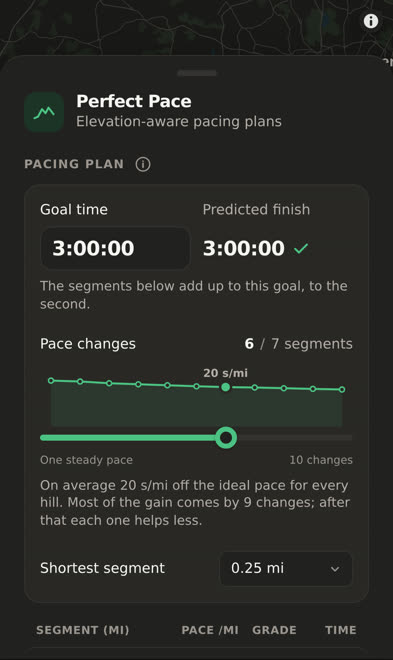 Perfect Pace
Elevation-aware pacing plans
PACING PLAN
Goal time
Predicted finish
3:00:00
3:00:00
The segments below add up to this goal, to the
second.
Pace changes
6 / 7 segments
20 s/mi
One steady pace
10 changes
On average 20 s/mi off the ideal pace for every
hill. Most of the gain comes by 9 changes; after
that each one helps less.
Shortest segment
0.25 mi
SEGMENT (MI) PACE /MI GRADE TIME